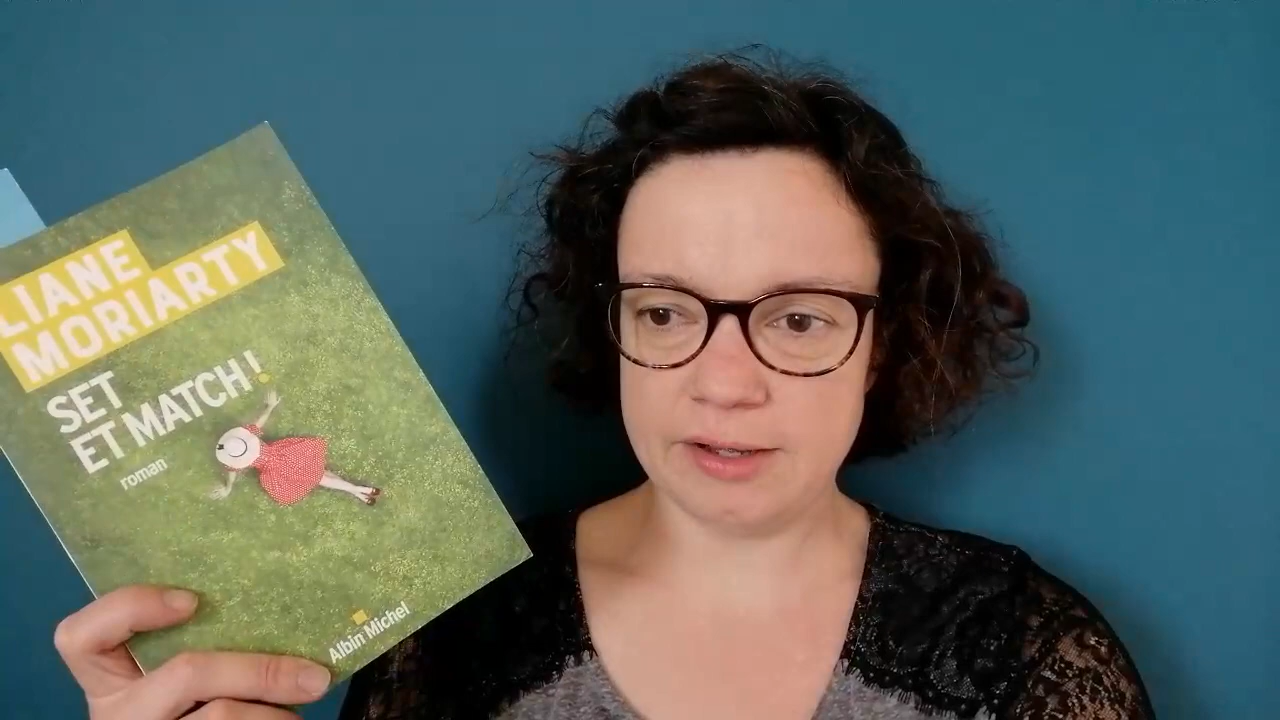 LIANE
MORIARTY
SET
ET MATCH!
roman
Albin Michel